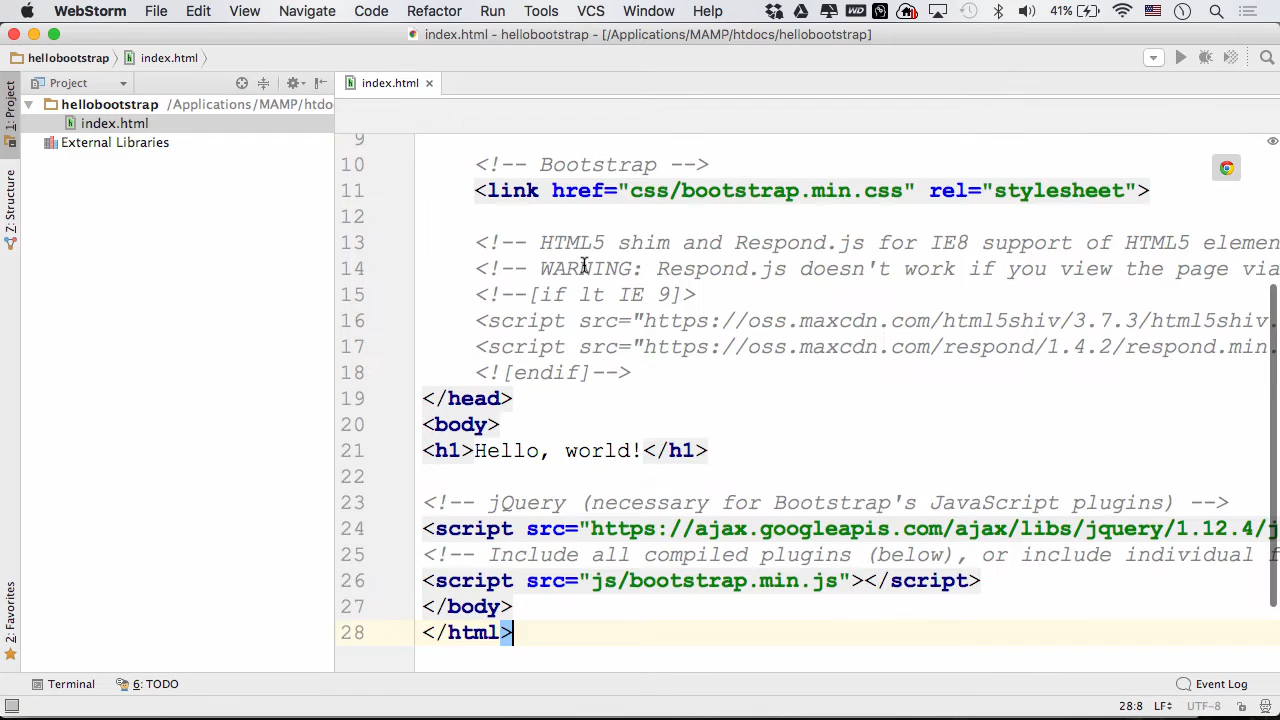 WebStorm File Edit View Navigate Code Refactor Run Tools VCS Window Help WD 41%
index.html - hellobootstrap - [/Applications/MAMP/htdocs/hellobootstrap]
hellobootstrap index.html
1: Project
Z: Structure
2: Favorites
Project
hellobootstrap /Applications/MAMP/htdo
index.html
External Libraries
index.html
9
10 <!-- Bootstrap -->
11 <link href="css/bootstrap.min.css" rel="stylesheet">
12
13 <!-- HTML5 shim and Respond.js for IE8 support of HTML5 elemen
14 <!-- WARNING: Respond.js doesn't work if you view the page via
15 <!--[if lt IE 9]>
16 <script src="https://oss.maxcdn.com/html5shiv/3.7.3/html5shiv.
17 <script src="https://oss.maxcdn.com/respond/1.4.2/respond.min.
18 <![endif]-->
19 </head>
20 <body>
21 <h1>Hello, world!</h1>
22
23 <!-- jQuery (necessary for Bootstrap's JavaScript plugins) -->
24 <script src="https://ajax.googleapis.com/ajax/libs/jquery/1.12.4/j
25 <!-- Include all compiled plugins (below), or include individual f
26 <script src="js/bootstrap.min.js"></script>
27 </body>
28 </html>
Terminal 6: TODO Event Log
28:8 LF UTF-8